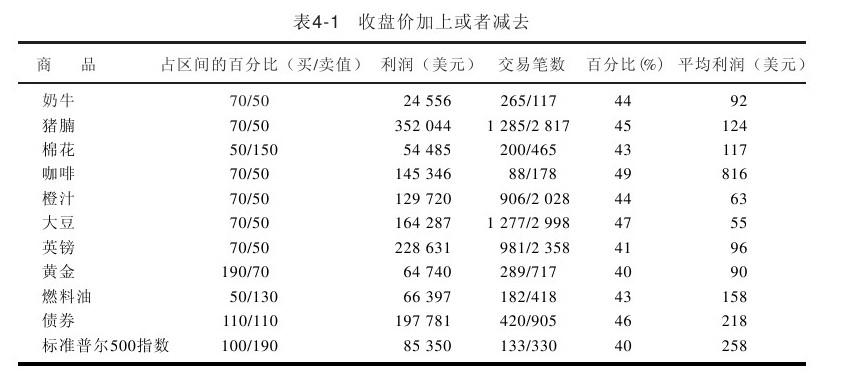 表4-1 收盘价加上或者减去
商 品 占区间的百分比（买/卖值） 利润（美元） 交易笔数 百分比(%) 平均利润（美元）
奶牛 70/50 24 556 265/117 44 92
猪腩 70/50 352 044 1 285/2 817 45 124
棉花 50/150 54 485 200/465 43 117
咖啡 70/50 145 346 88/178 49 816
橙汁 70/50 129 720 906/2 028 44 63
大豆 70/50 164 287 1 277/2 998 47 55
英镑 70/50 228 631 981/2 358 41 96
黄金 190/70 64 740 289/717 40 90
燃料油 50/130 66 397 182/418 43 158
债券 110/110 197 781 420/905 46 218
标准普尔500指数 100/190 85 350 133/330 40 258